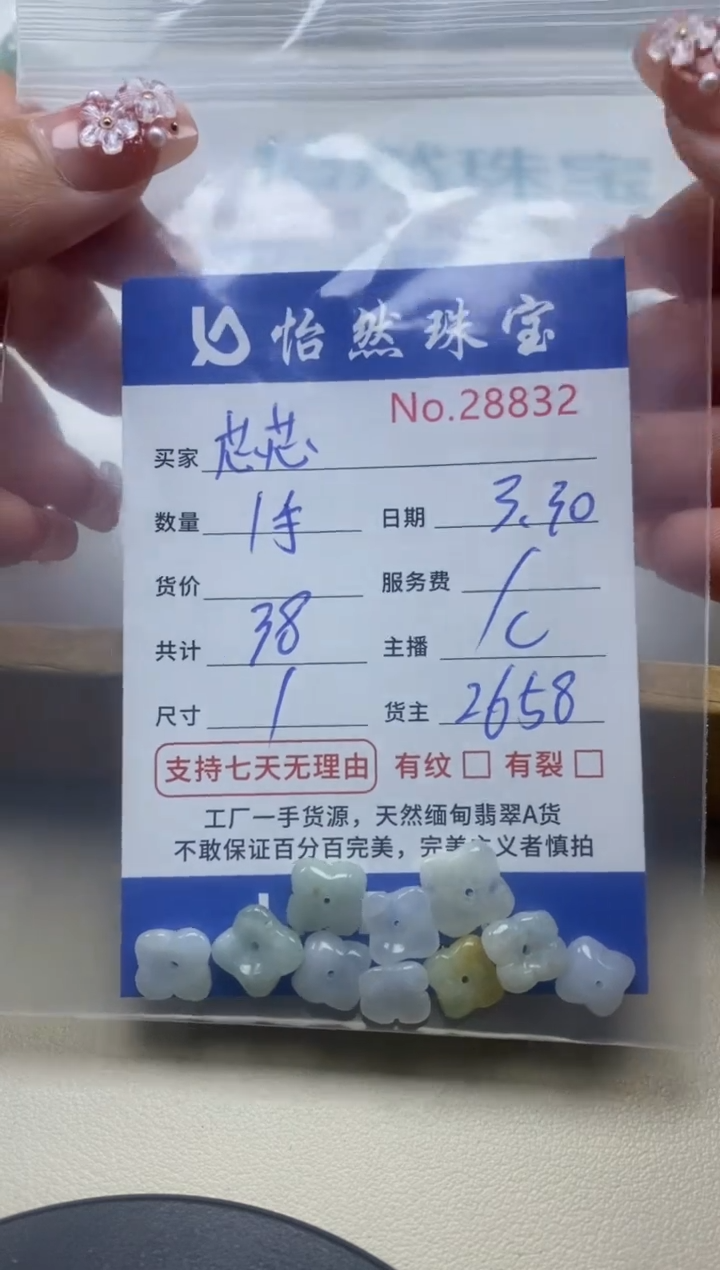 怡然珠宝
No.28832
买家 芯芯
数量 1手 日期 3.30
货价 服务费 /
共计 38 主播 C
尺寸 / 货主 2658
支持七天无理由 有纹 □ 有裂 □
工厂一手货源，天然缅甸翡翠A货
不敢保证百分百完美，完美主义者慎拍